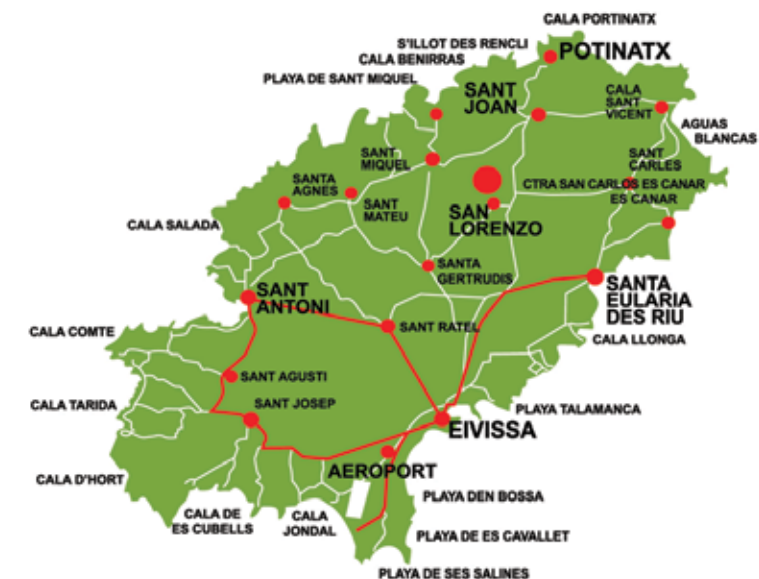 CALA PORTINATX
S'ILLOT DES RENCLI
POTINATX
CALA BENIRRAS
PLAYA DE SANT MIQUEL
SANT
JOAN
CALA
SANT
VICENT
AGUAS
BLANCAS
SANT
MIQUEL
SANT
CARLES
SANTA
AGNES
CTRA SAN CARLOS ES CANAR
ES CANAR
SANT
MATEU
SAN
LORENZO
CALA SALADA
SANTA
GERTRUDIS
SANT
ANTONI
SANTA
EULARIA
DES RIU
SANT RATEL
CALA COMTE
CALA LLONGA
SANT AGUSTI
CALA TARIDA
SANT JOSEP
PLAYA TALAMANCA
EIVISSA
AEROPORT
CALA D'HORT
PLAYA DEN BOSSA
CALA DE
ES CUBELLS
CALA
JONDAL
PLAYA DE ES CAVALLET
PLAYA DE SES SALINES